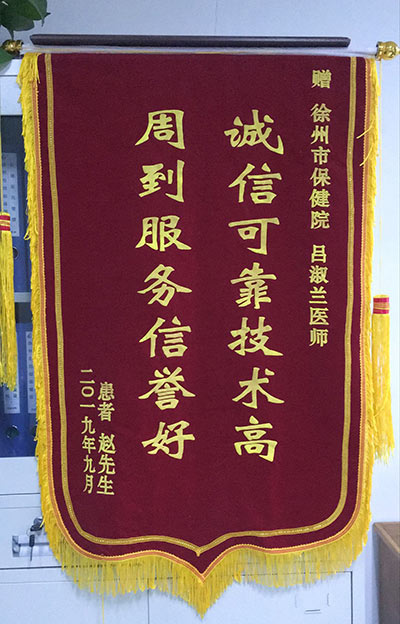 赠 徐州市保健院 吕淑兰医师
诚信可靠技术高
周到服务信誉好
患者 赵先生
二〇一九年九月